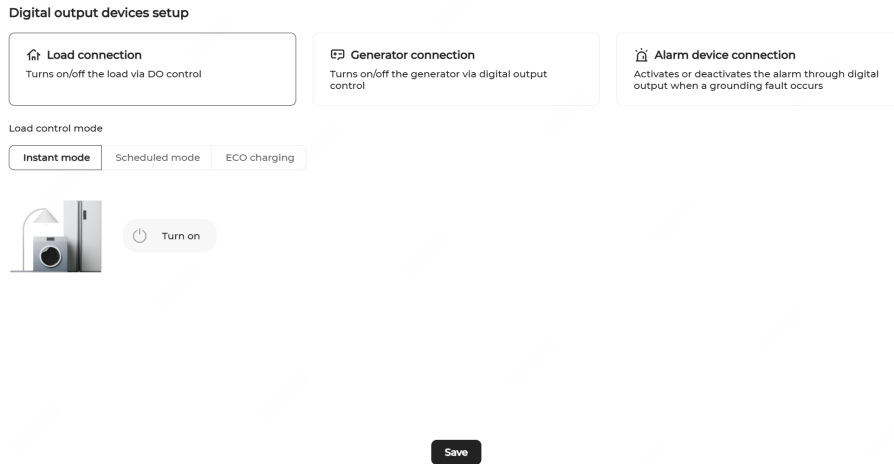 Digital output devices setup
Load connection
Turns on/off the load via DO control
Generator connection
Turns on/off the generator via digital output
control
Alarm device connection
Activates or deactivates the alarm through digital
output when a grounding fault occurs
Load control mode
Instant mode
Scheduled mode
ECO charging
Turn on
Save